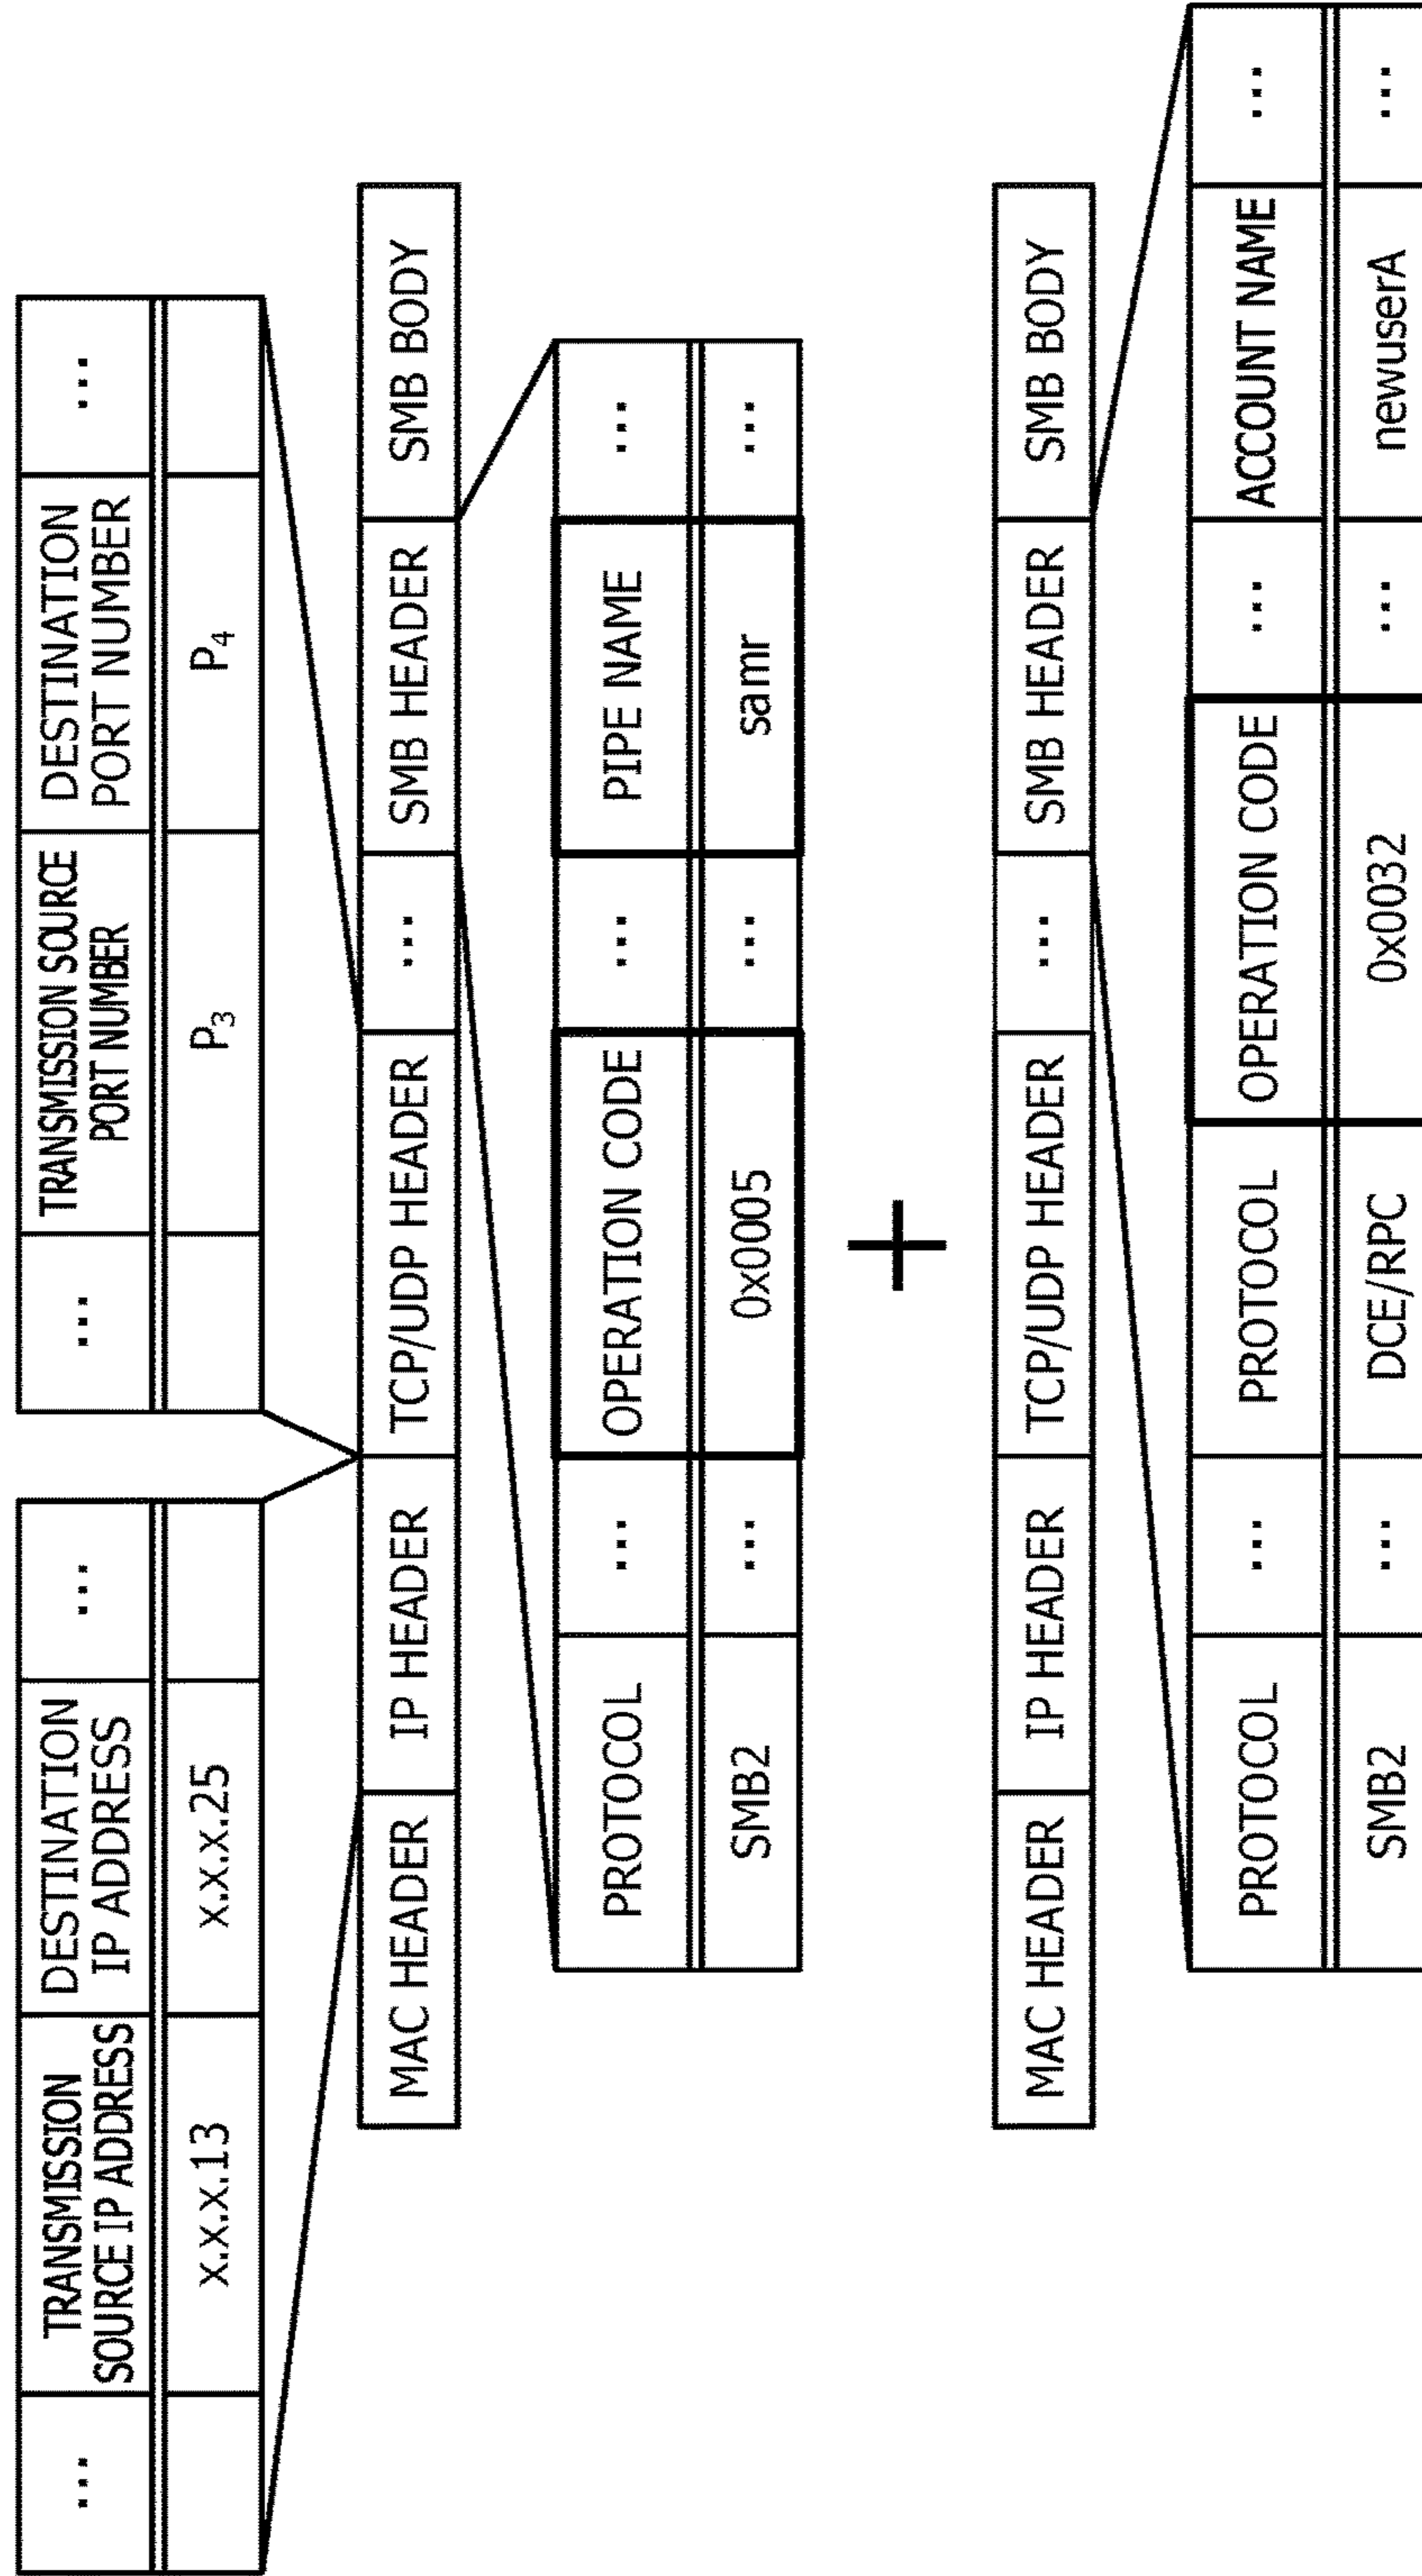 ... TRANSMISSION SOURCE IP ADDRESS DESTINATION IP ADDRESS ...
x.x.x.13 x.x.x.25
... TRANSMISSION SOURCE PORT NUMBER DESTINATION PORT NUMBER ...
P3 P4
MAC HEADER IP HEADER TCP/UDP HEADER ... SMB HEADER SMB BODY
PROTOCOL ... OPERATION CODE ... PIPE NAME ...
SMB2 ... 0x0005 ... samr ...
+
MAC HEADER IP HEADER TCP/UDP HEADER ... SMB HEADER SMB BODY
PROTOCOL ... PROTOCOL OPERATION CODE ... ACCOUNT NAME ...
SMB2 ... DCE/RPC 0x0032 ... newuserA ...